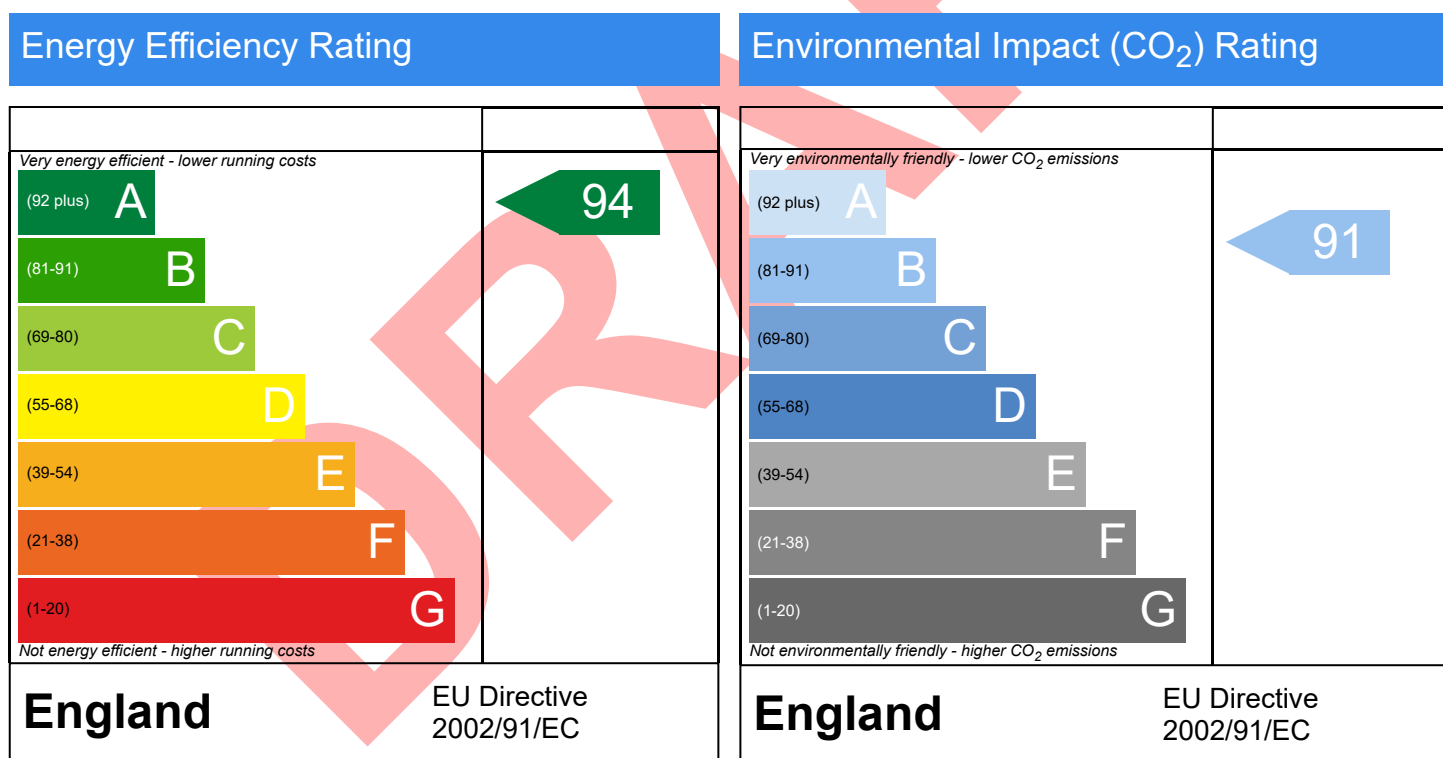 Energy Efficiency Rating
Very energy efficient - lower running costs
(92 plus) A
94
(81-91) B
(69-80) C
(55-68) D
(39-54) E
(21-38) F
(1-20) G
Not energy efficient - higher running costs
England
EU Directive
2002/91/EC
Environmental Impact (CO2) Rating
Very environmentally friendly - lower CO2 emissions
(92 plus) A
91
(81-91) B
(69-80) C
(55-68) D
(39-54) E
(21-38) F
(1-20) G
Not environmentally friendly - higher CO2 emissions
England
EU Directive
2002/91/EC